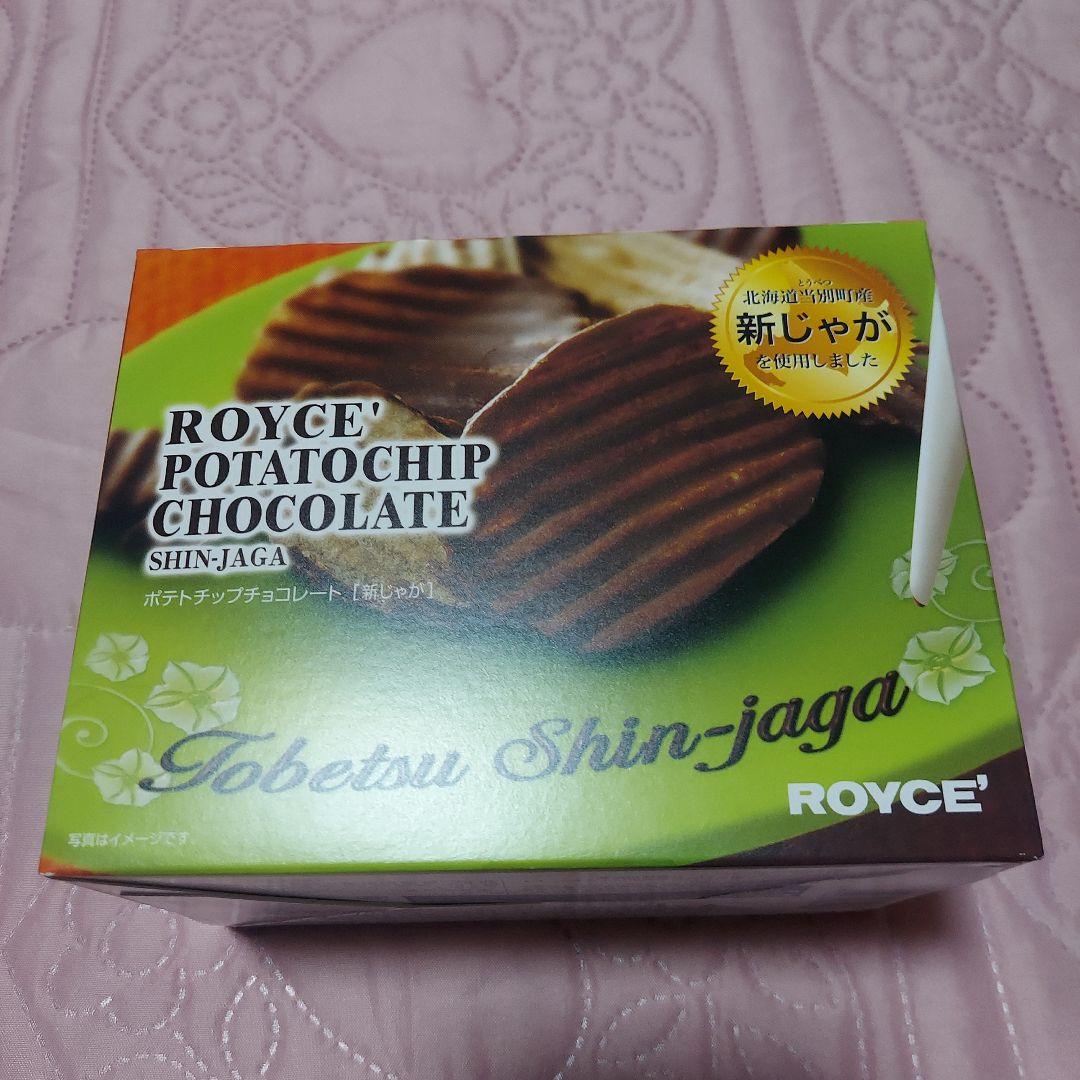 とうべつ
北海道当別町産
新じゃが
を使用しました
ROYCE'
POTATOCHIP
CHOCOLATE
SHIN-JAGA
ポテトチップチョコレート [新じゃが]
Tobetsu Shin-jaga
ROYCE'
写真はイメージです